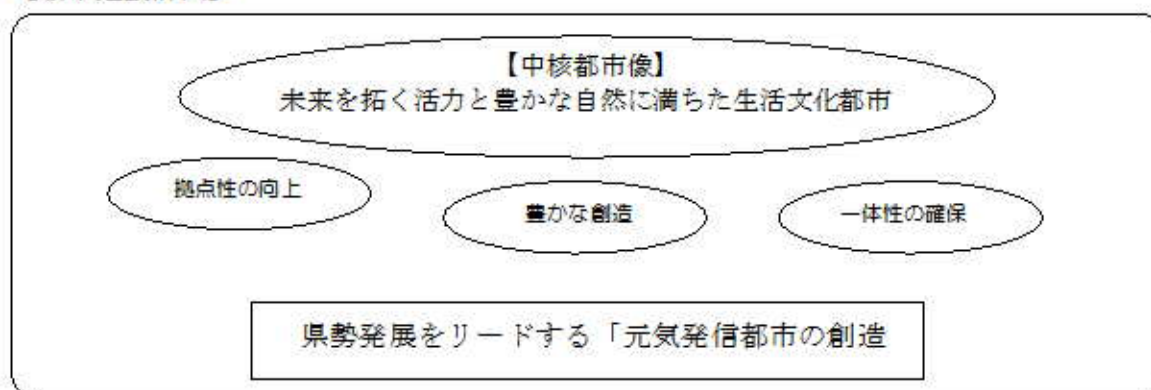 【中核都市像】
未来を拓く活力と豊かな自然に満ちた生活文化都市
拠点性の向上
豊かな創造
一体性の確保
県勢発展をリードする「元気発信都市の創造